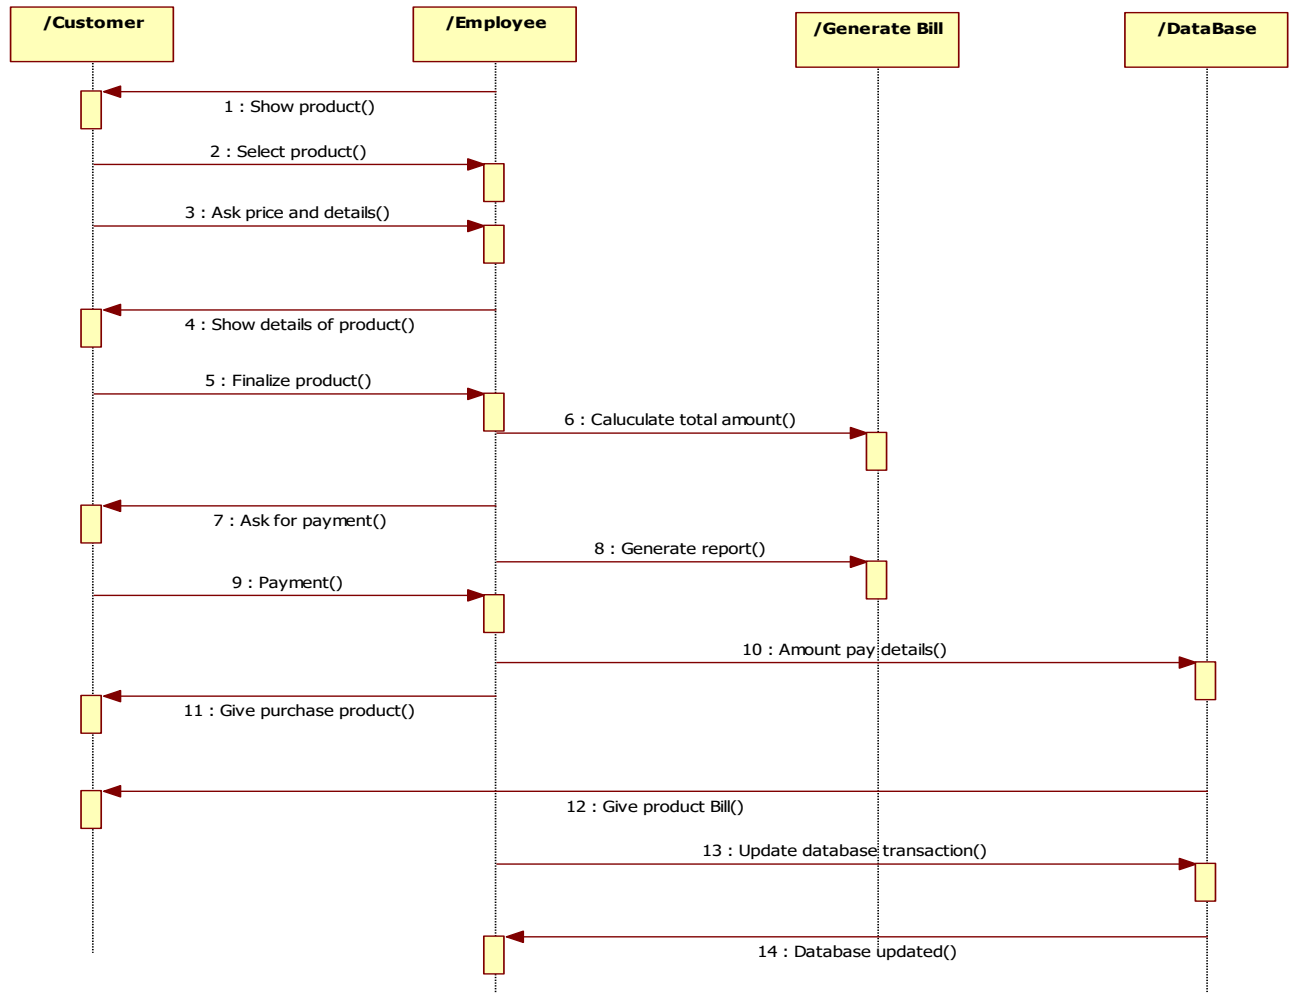 /Customer
/Employee
/Generate Bill
/DataBase
1 : Show product()
2 : Select product()
3 : Ask price and details()
4 : Show details of product()
5 : Finalize product()
6 : Caluculate total amount()
7 : Ask for payment()
8 : Generate report()
9 : Payment()
10 : Amount pay details()
11 : Give purchase product()
12 : Give product Bill()
13 : Update database transaction()
14 : Database updated()